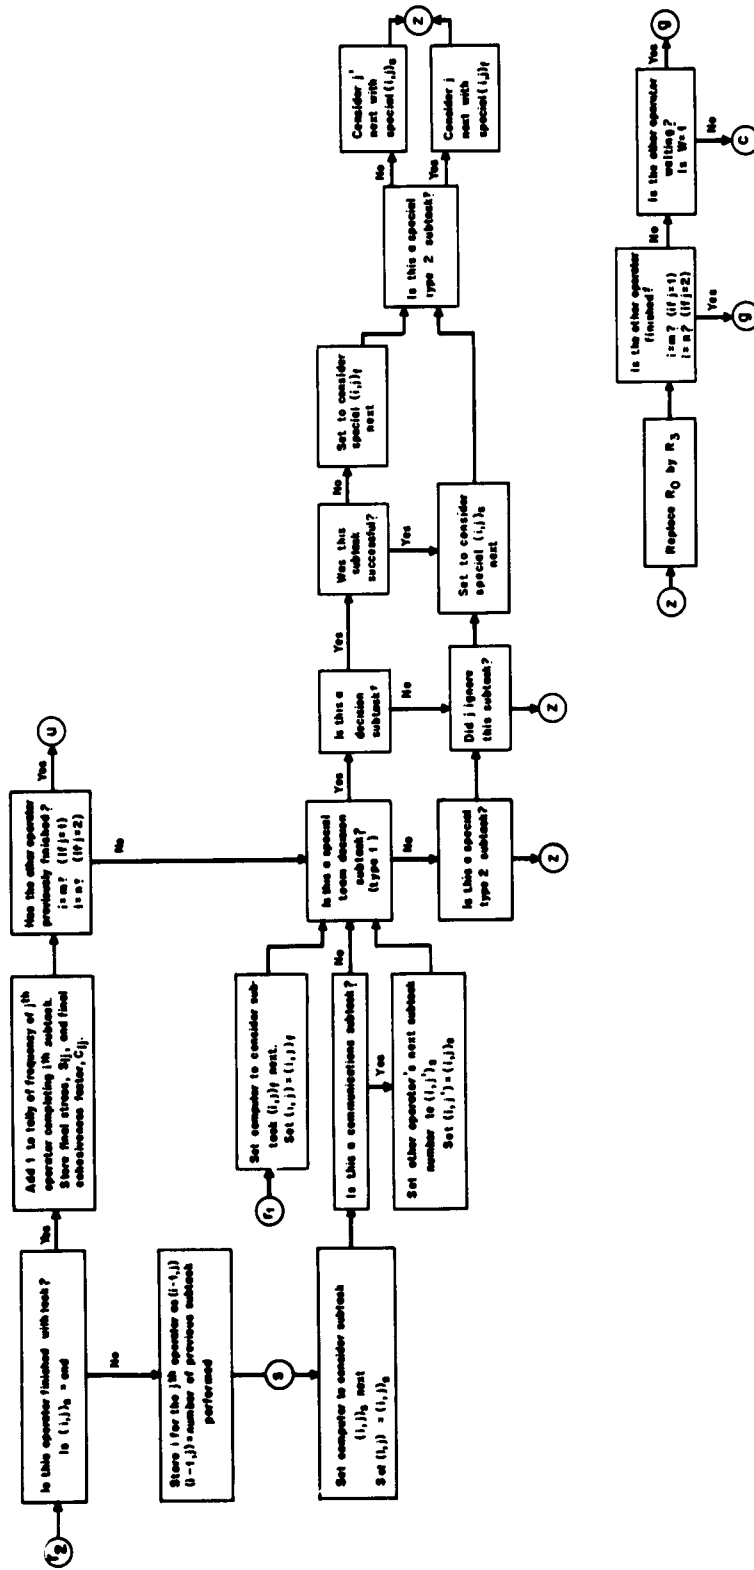 r2
Is this operator finished with task?
Is (i,j)s = end
Yes
No
Add 1 to tally of frequency of jth
operator completing ith subtask.
Store final stress, Sij, and final
cohesiveness factor, Cij.
Has the other operator
previously finished?
i=m? (if j=1)
i=n? (if j=2)
Yes
u
No
Store i for the jth operator as (i-1,j)
(i-1,j)=number of previous subtask
performed
s
Set computer to consider subtask
(i,j)s next
Set (i,j) = (i,j)s
r1
Set computer to consider sub-
task (i,j)f next.
Set (i,j)=(i,j)f
Is this a communications subtask?
No
Yes
Set other operator's next subtask
number to (i,j')s
Set (i,j')=(i,j)s
Is this a special
team decision
subtask?
(type 1)
Yes
No
Is this a special
type 2 subtask?
z
Is this a
decision
subtask?
Yes
No
Did j ignore
this subtask?
z
Was this
subtask
successful?
No
Yes
Set to consider
special (i,j)f
next
Set to consider
special (i,j)s
next
Is this a special
type 2 subtask?
No
Yes
Consider j'
next with
special (i,j)s
Consider j
next with
special (i,j)f
z
z
Replace R0 by R3
Is the other operator
finished?
i=m? (if j=1)
i=n? (if j=2)
No
Yes
g
Is the other operator
waiting?
Is W=1
Yes
g
No
c